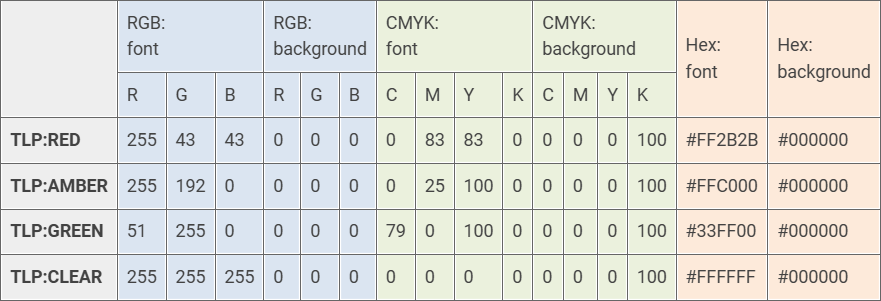 RGB: font RGB: background CMYK: font CMYK: background Hex: font Hex: background
R G B R G B C M Y K C M Y K
TLP:RED 255 43 43 0 0 0 0 83 83 0 0 0 0 100 #FF2B2B #000000
TLP:AMBER 255 192 0 0 0 0 0 25 100 0 0 0 0 100 #FFC000 #000000
TLP:GREEN 51 255 0 0 0 0 79 0 100 0 0 0 0 100 #33FF00 #000000
TLP:CLEAR 255 255 255 0 0 0 0 0 0 0 0 0 0 100 #FFFFFF #000000